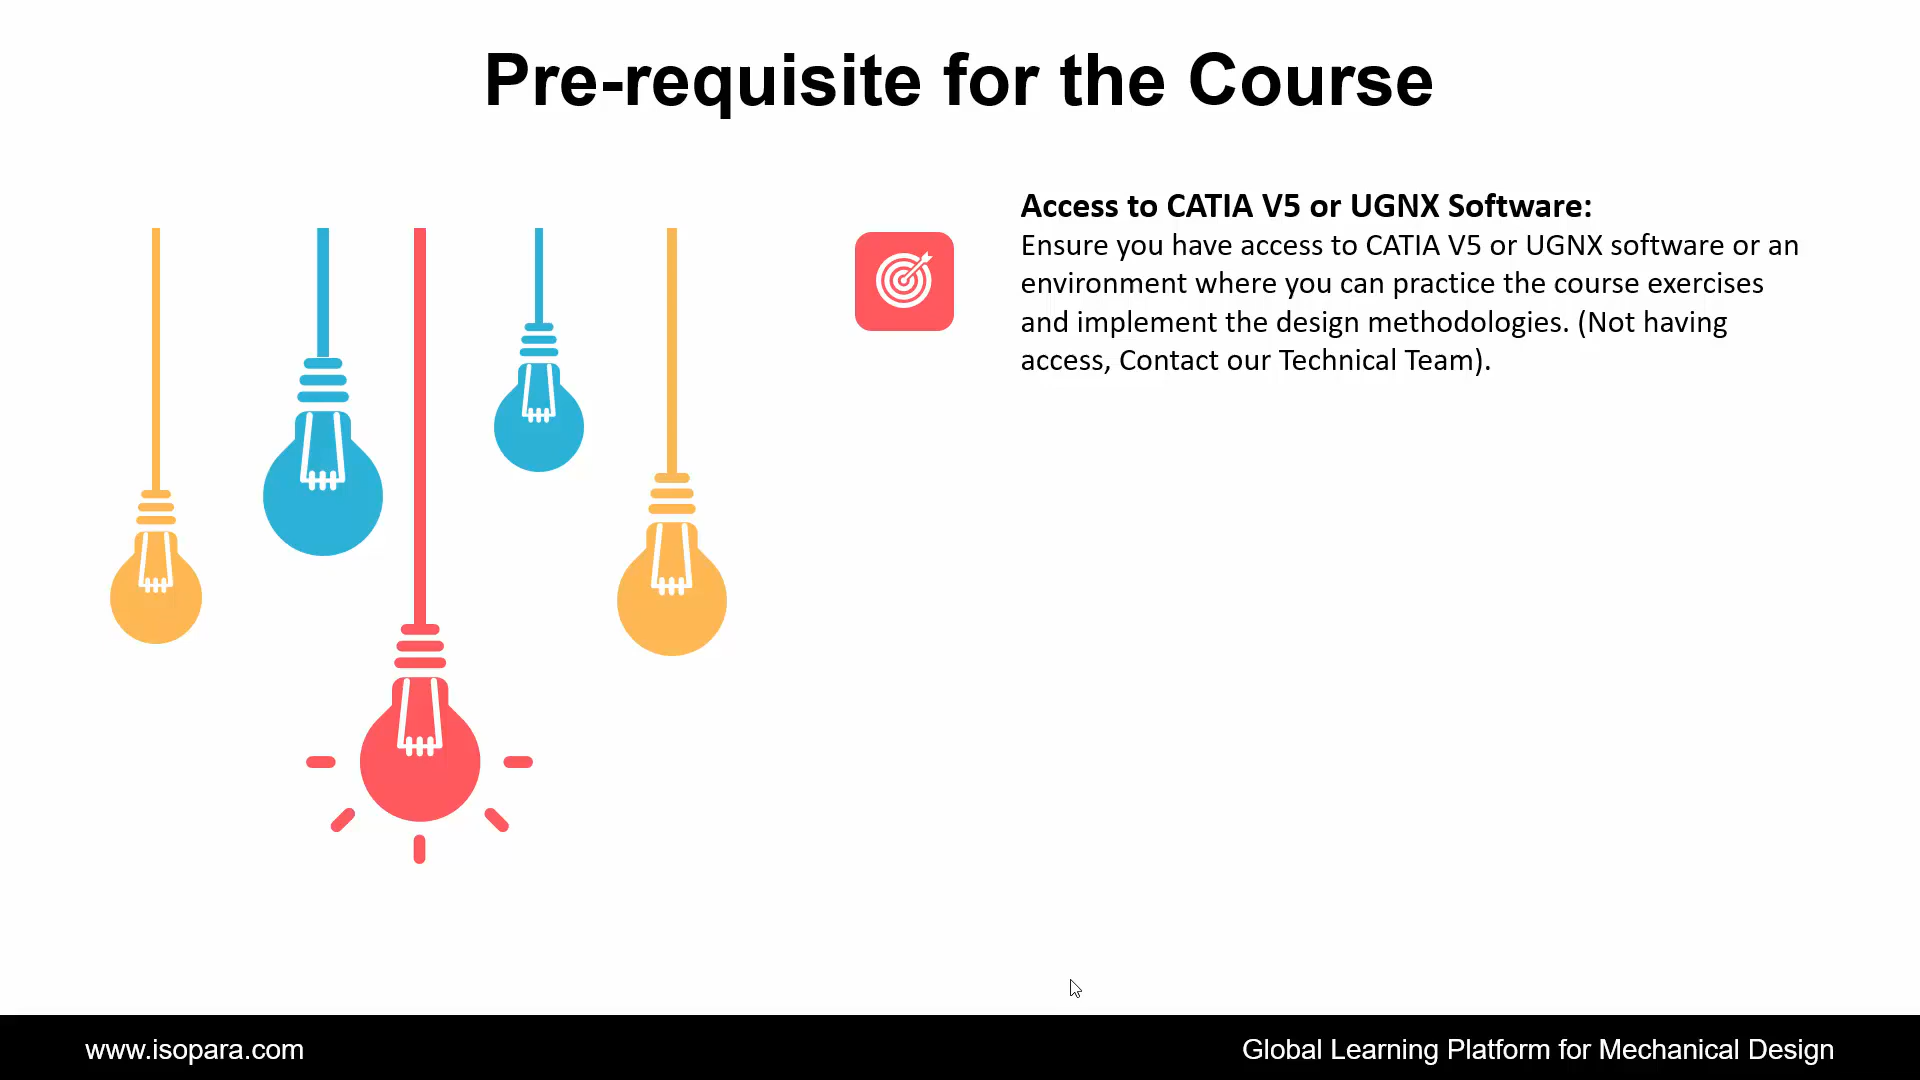 Pre-requisite for the Course
Access to CATIA V5 or UGNX Software:
Ensure you have access to CATIA V5 or UGNX software or an
environment where you can practice the course exercises
and implement the design methodologies. (Not having
access, Contact our Technical Team).
www.isopara.com
Global Learning Platform for Mechanical Design